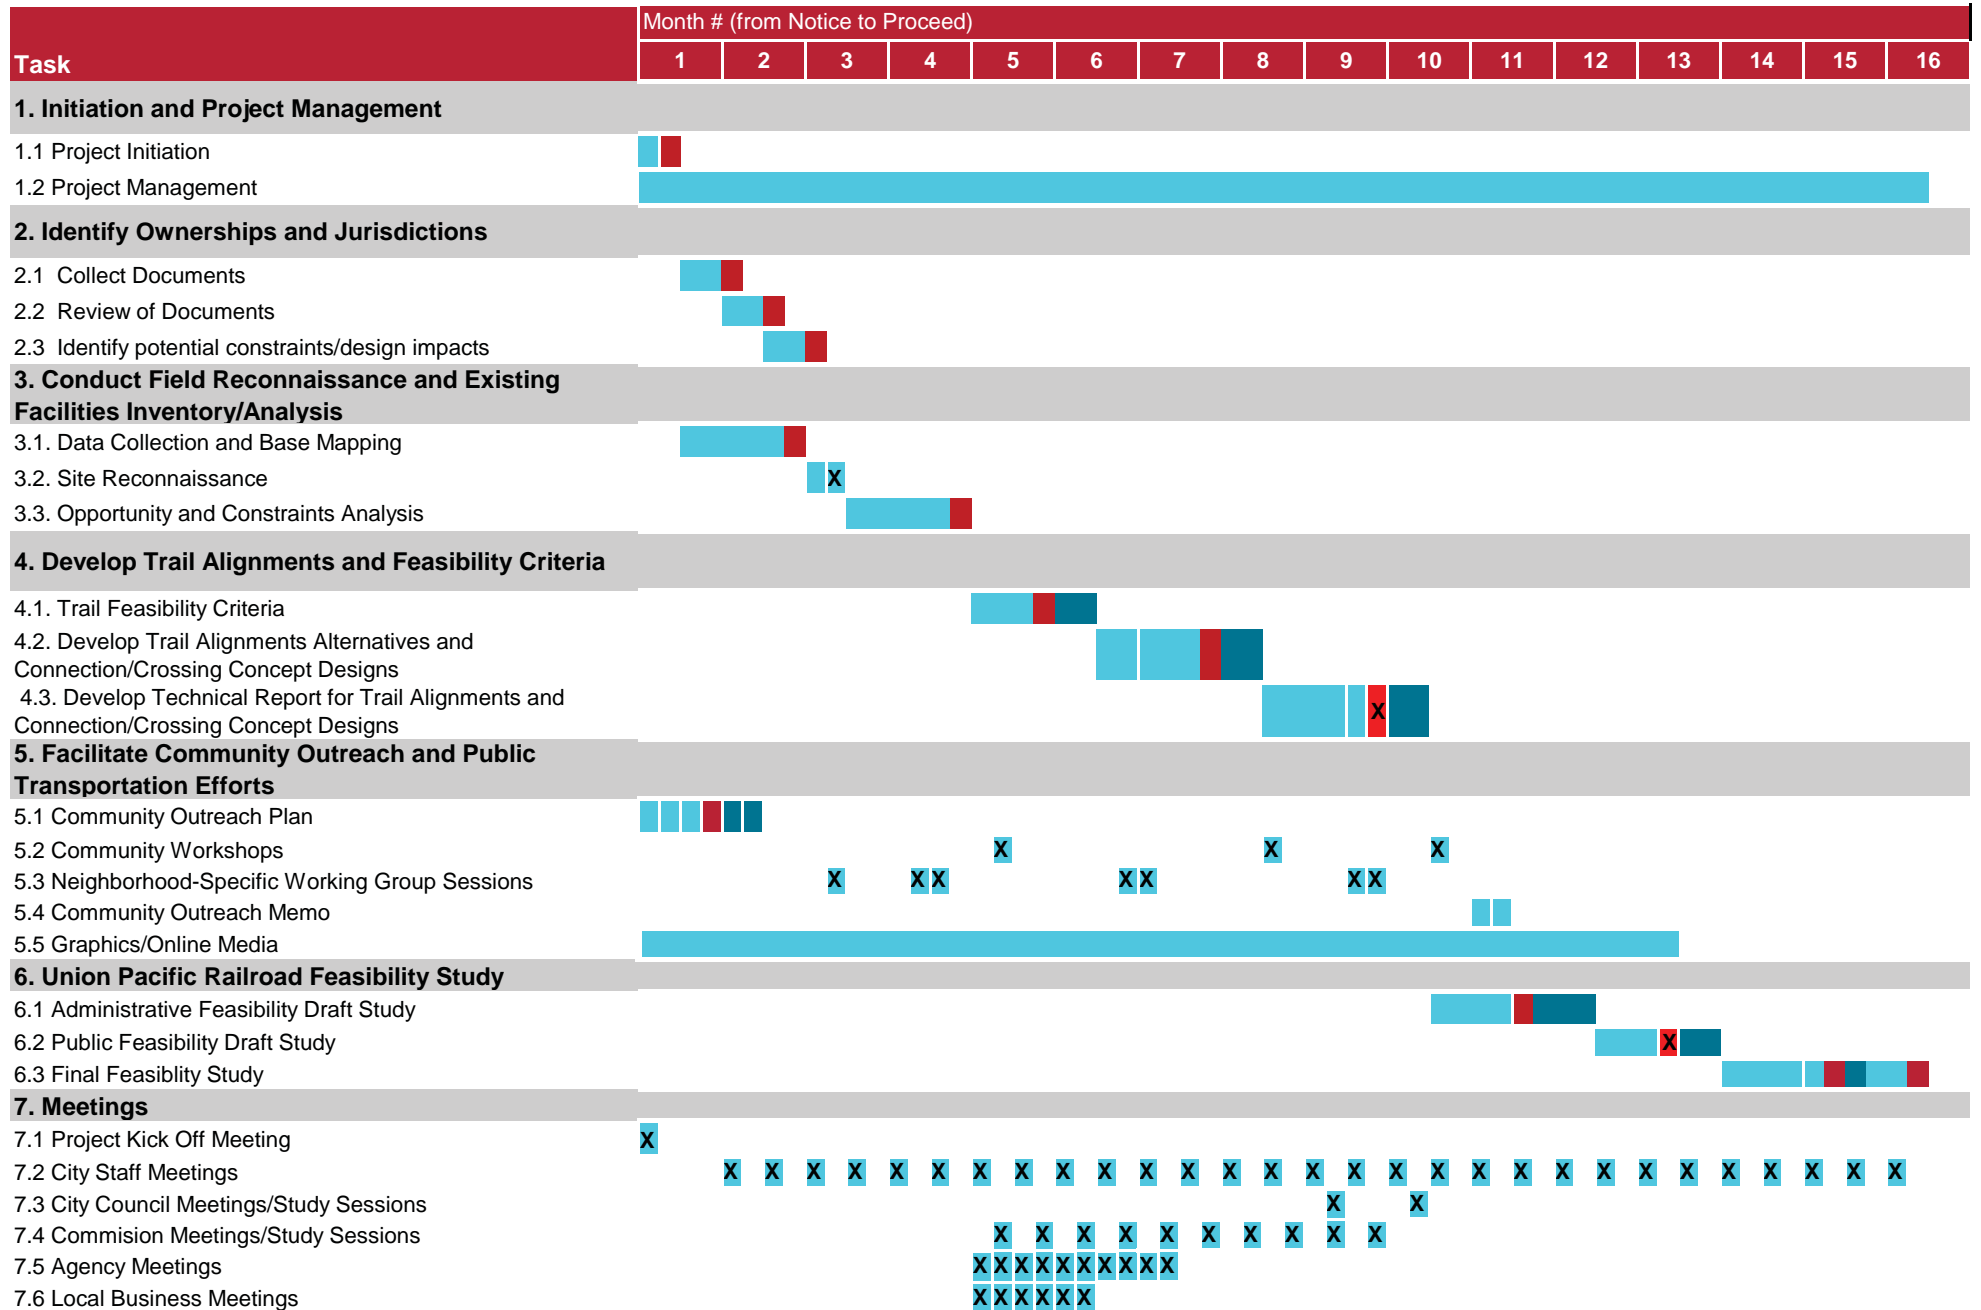 Month # (from Notice to Proceed)
Task 1 2 3 4 5 6 7 8 9 10 11 12 13 14 15 16
1. Initiation and Project Management
1.1 Project Initiation
1.2 Project Management
2. Identify Ownerships and Jurisdictions
2.1 Collect Documents
2.2 Review of Documents
2.3 Identify potential constraints/design impacts
3. Conduct Field Reconnaissance and Existing
Facilities Inventory/Analysis
3.1. Data Collection and Base Mapping
3.2. Site Reconnaissance X
3.3. Opportunity and Constraints Analysis
4. Develop Trail Alignments and Feasibility Criteria
4.1. Trail Feasibility Criteria
4.2. Develop Trail Alignments Alternatives and
Connection/Crossing Concept Designs
4.3. Develop Technical Report for Trail Alignments and
Connection/Crossing Concept Designs X
5. Facilitate Community Outreach and Public
Transportation Efforts
5.1 Community Outreach Plan
5.2 Community Workshops X X X
5.3 Neighborhood-Specific Working Group Sessions X X X X X X X
5.4 Community Outreach Memo
5.5 Graphics/Online Media
6. Union Pacific Railroad Feasibility Study
6.1 Administrative Feasibility Draft Study
6.2 Public Feasibility Draft Study X
6.3 Final Feasiblity Study
7. Meetings
7.1 Project Kick Off Meeting X
7.2 City Staff Meetings X X X X X X X X X X X X X X X X X X X X X X X X X X X X X
7.3 City Council Meetings/Study Sessions X X
7.4 Commision Meetings/Study Sessions X X X X X X X X X X
7.5 Agency Meetings X X X X X X X X X X
7.6 Local Business Meetings X X X X X X